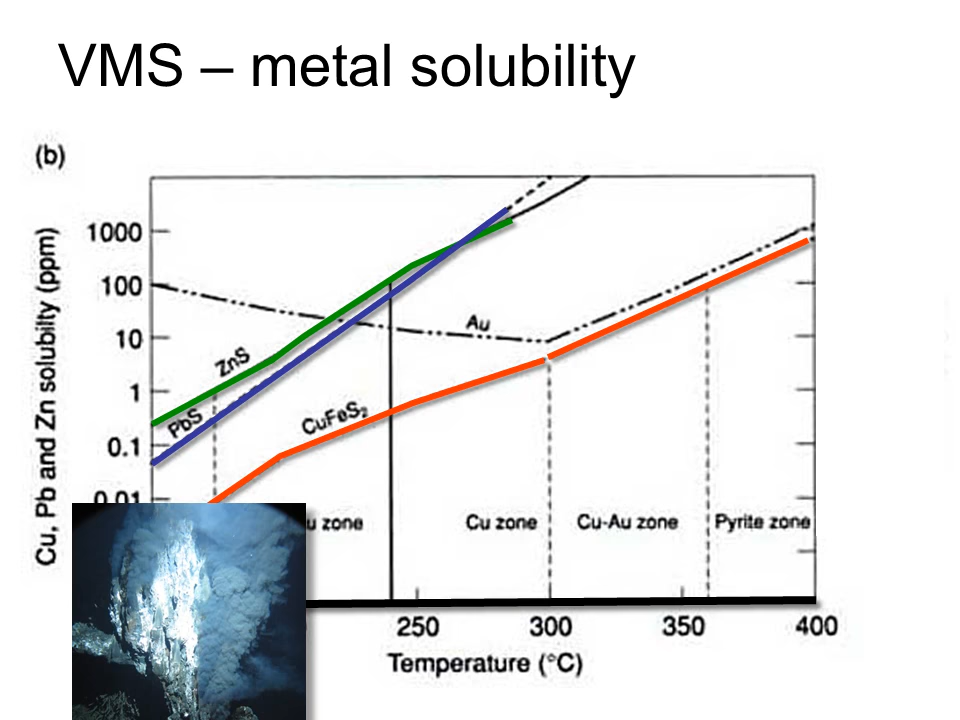 VMS – metal solubility
(b)
Cu, Pb and Zn solubilty (ppm)
1000
100
10
1
0.1
0.01
Au
ZnS
PbS
CuFeS₂
u zone
Cu zone
Cu-Au zone
Pyrite zone
250
300
350
400
Temperature (°C)